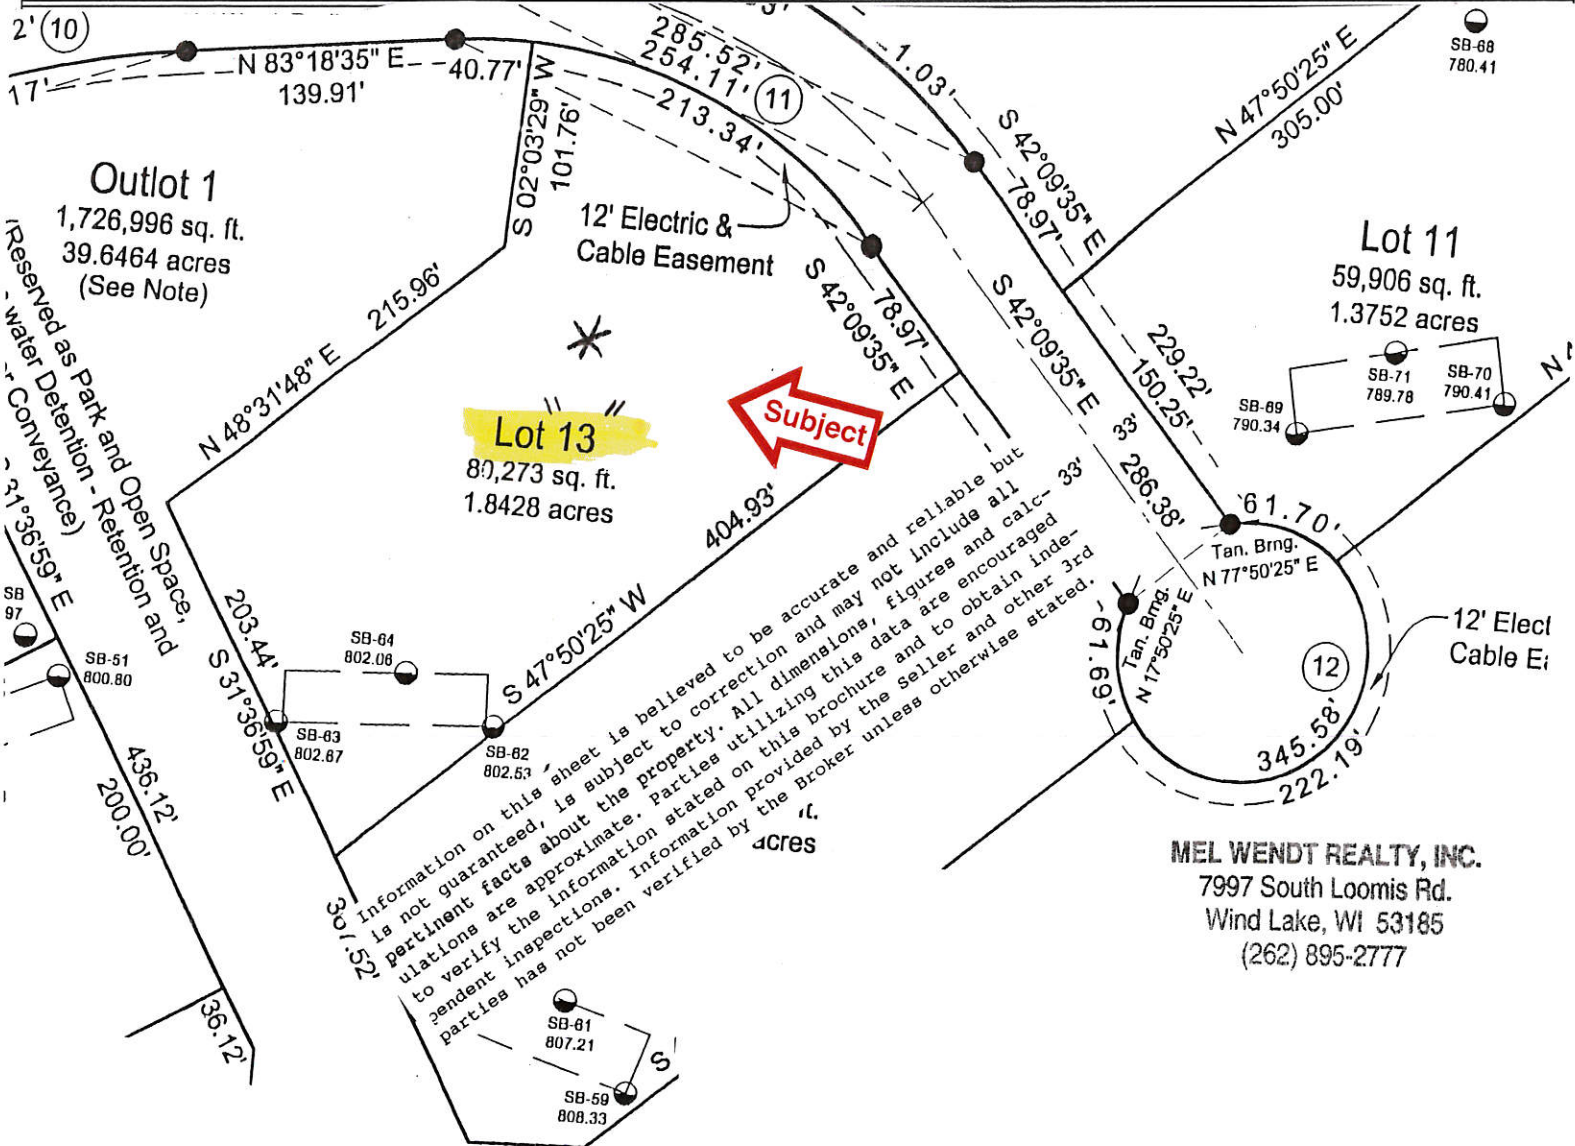 2' (10)
17'
N 83°18'35" E
139.91'
40.77'
S 02°03'29" W
101.76'
285.52'
254.11'
213.34'
(11)
1.03'
S 42°09'35" E
78.97'
N 47°50'25" E
305.00'
SB-68
780.41
Outlot 1
1,726,996 sq. ft.
39.6464 acres
(See Note)
(Reserved as Park and Open Space,
water Detention - Retention and
r Conveyance)
12' Electric &
Cable Easement
S 42°09'35" E
78.97'
S 42°09'35" E
286.38'
33'
33'
229.22'
150.25'
Lot 11
59,906 sq. ft.
1.3752 acres
SB-71
789.78
SB-70
790.41
SB-69
790.34
N
215.96'
N 48°31'48" E
Lot 13
80,273 sq. ft.
1.8428 acres
Subject
404.93'
S 47°50'25" W
203.44'
S 31°36'59" E
31°36'59" E
SB
97
SB-51
800.80
SB-64
802.06
SB-63
802.67
SB-62
802.53
436.12'
200.00'
36.12'
367.52'
Information on this sheet is believed to be accurate and reliable but
is not guaranteed, is subject to correction and may not include all
pertinent facts about the property. All dimensions, figures and calc-
ulations are approximate. Parties utilizing this data are encouraged
to verify the information stated on this brochure and to obtain inde-
pendent inspections. Information provided by the Seller and other 3rd
parties has not been verified by the Broker unless otherwise stated.
acres
61.70'
Tan. Brng.
N 77°50'25" E
Tan. Brng.
N 17°50'25" E
61.69'
(12)
345.58'
222.19'
12' Elect
Cable Ea
SB-61
807.21
SB-59
808.33
S
MEL WENDT REALTY, INC.
7997 South Loomis Rd.
Wind Lake, WI 53185
(262) 895-2777